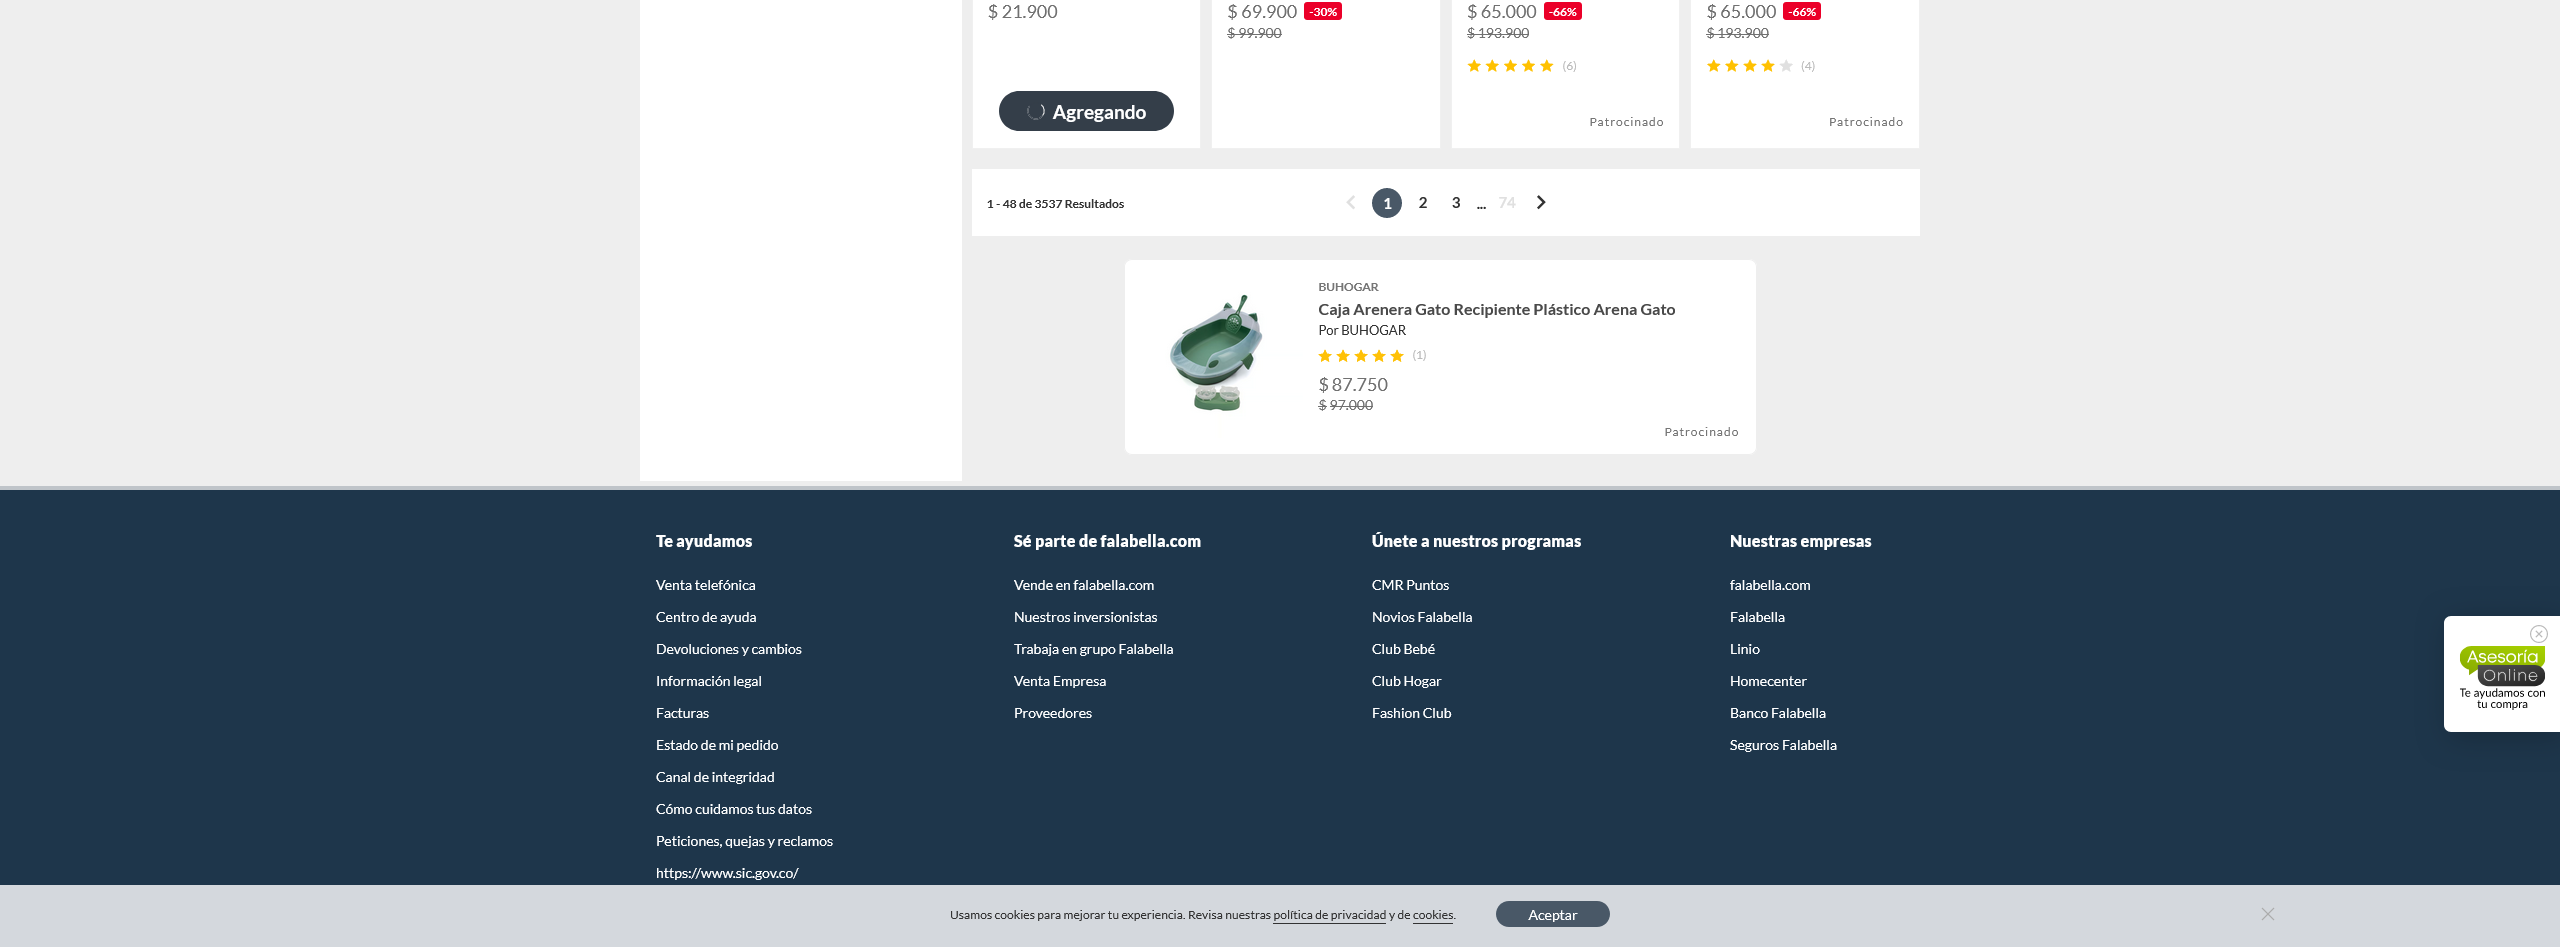 $ 21.900
$ 69.900 -30%
$ 99.900
$ 65.000 -66%
$ 193.900
(6)
$ 65.000 -66%
$ 193.900
(4)
Agregando
Patrocinado
Patrocinado
1 - 48 de 3537 Resultados
1 2 3 ... 74
BUHOGAR
Caja Arenera Gato Recipiente Plástico Arena Gato
Por BUHOGAR
(1)
$ 87.750
$ 97.000
Patrocinado
Te ayudamos
Venta telefónica
Centro de ayuda
Devoluciones y cambios
Información legal
Facturas
Estado de mi pedido
Canal de integridad
Cómo cuidamos tus datos
Peticiones, quejas y reclamos
https://www.sic.gov.co/
Sé parte de falabella.com
Vende en falabella.com
Nuestros inversionistas
Trabaja en grupo Falabella
Venta Empresa
Proveedores
Únete a nuestros programas
CMR Puntos
Novios Falabella
Club Bebé
Club Hogar
Fashion Club
Nuestras empresas
falabella.com
Falabella
Linio
Homecenter
Banco Falabella
Seguros Falabella
Asesoría
Online
Te ayudamos con
tu compra
Usamos cookies para mejorar tu experiencia. Revisa nuestras política de privacidad y de cookies.
Aceptar